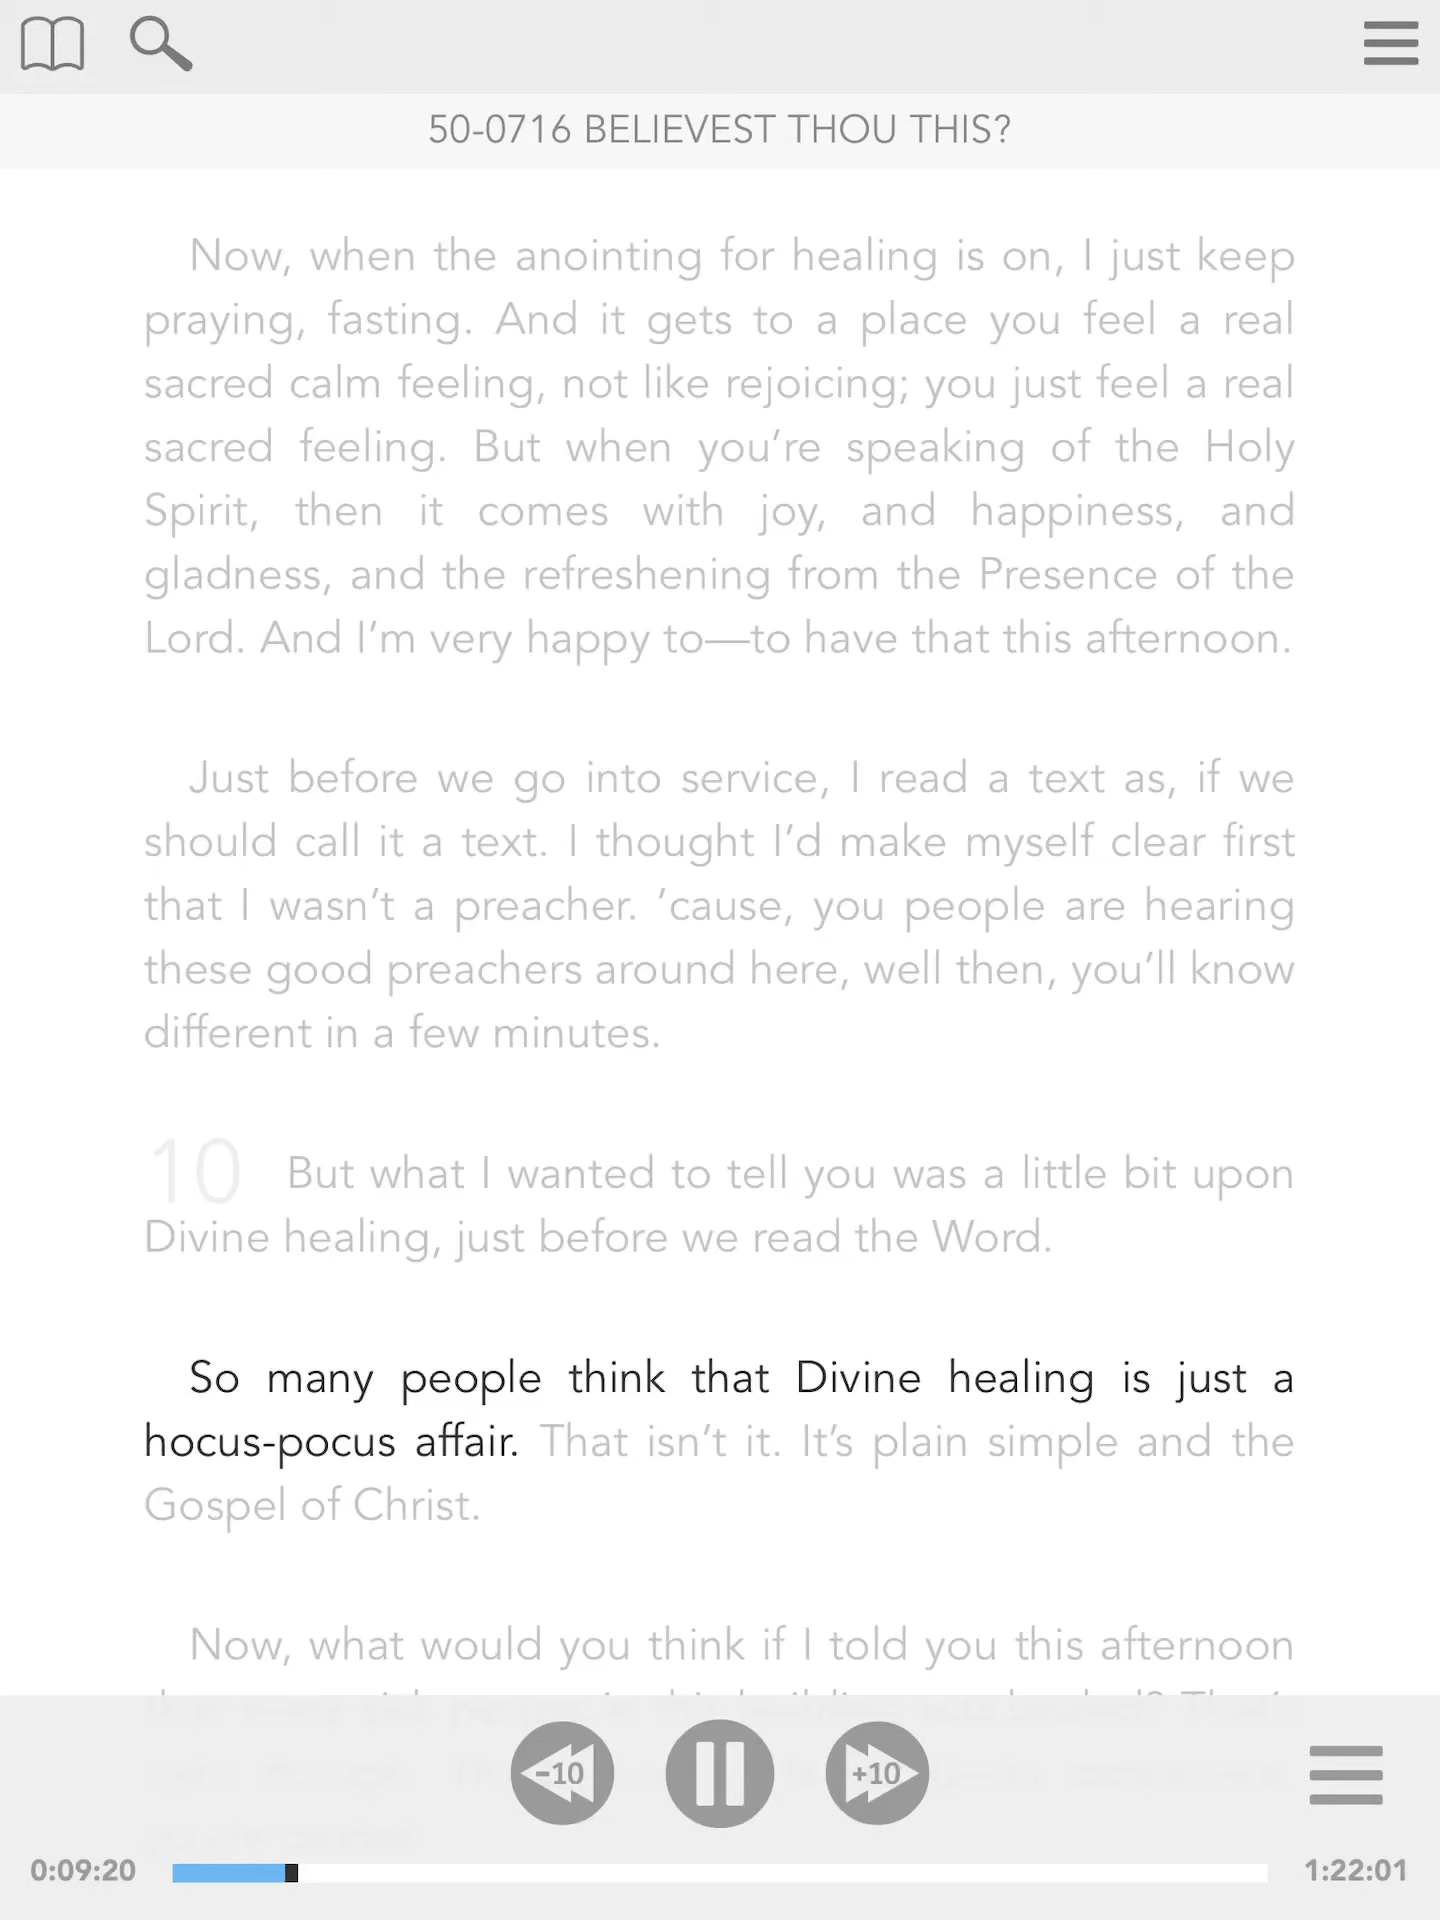 50-0716 BELIEVEST THOU THIS?
Now, when the anointing for healing is on, I just keep
praying, fasting. And it gets to a place you feel a real
sacred calm feeling, not like rejoicing; you just feel a real
sacred feeling. But when you’re speaking of the Holy
Spirit, then it comes with joy, and happiness, and
gladness, and the refreshening from the Presence of the
Lord. And I’m very happy to—to have that this afternoon.
Just before we go into service, I read a text as, if we
should call it a text. I thought I’d make myself clear first
that I wasn’t a preacher. ’cause, you people are hearing
these good preachers around here, well then, you’ll know
different in a few minutes.
10 But what I wanted to tell you was a little bit upon
Divine healing, just before we read the Word.
So many people think that Divine healing is just a
hocus-pocus affair. That isn’t it. It’s plain simple and the
Gospel of Christ.
Now, what would you think if I told you this afternoon
-10 +10
0:09:20 1:22:01